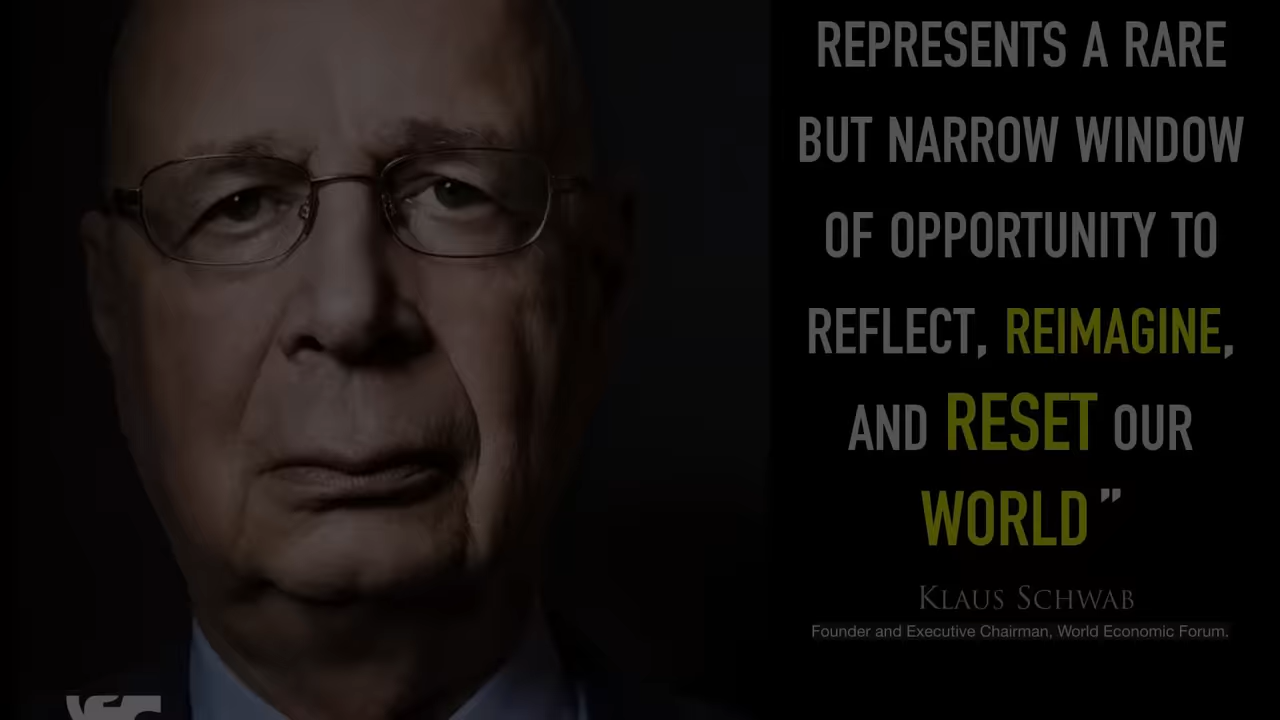 REPRESENTS A RARE
BUT NARROW WINDOW
OF OPPORTUNITY TO
REFLECT, REIMAGINE,
AND RESET OUR
WORLD ”
KLAUS SCHWAB
Founder and Executive Chairman, World Economic Forum.